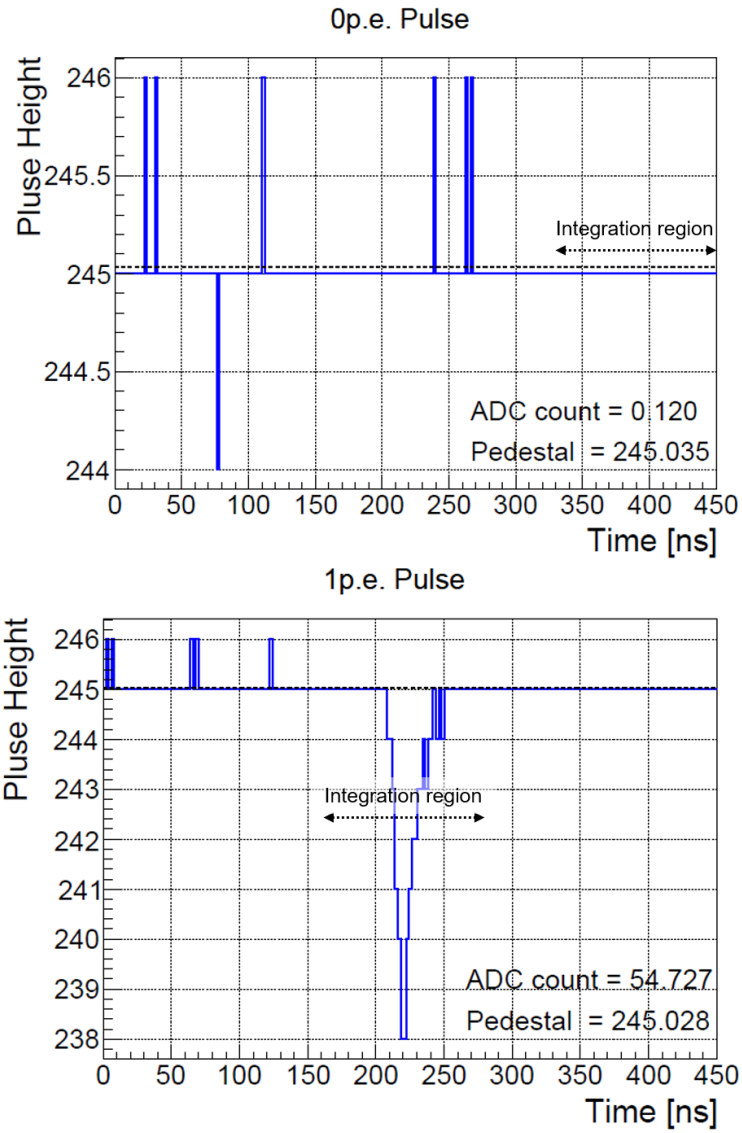 0p.e. Pulse
Pluse Height
246
245.5
245
244.5
244
Integration region
ADC count = 0.120
Pedestal = 245.035
0 50 100 150 200 250 300 350 400 450
Time [ns]
1p.e. Pulse
Pluse Height
246
245
244
243
242
241
240
239
238
Integration region
ADC count = 54.727
Pedestal = 245.028
0 50 100 150 200 250 300 350 400 450
Time [ns]